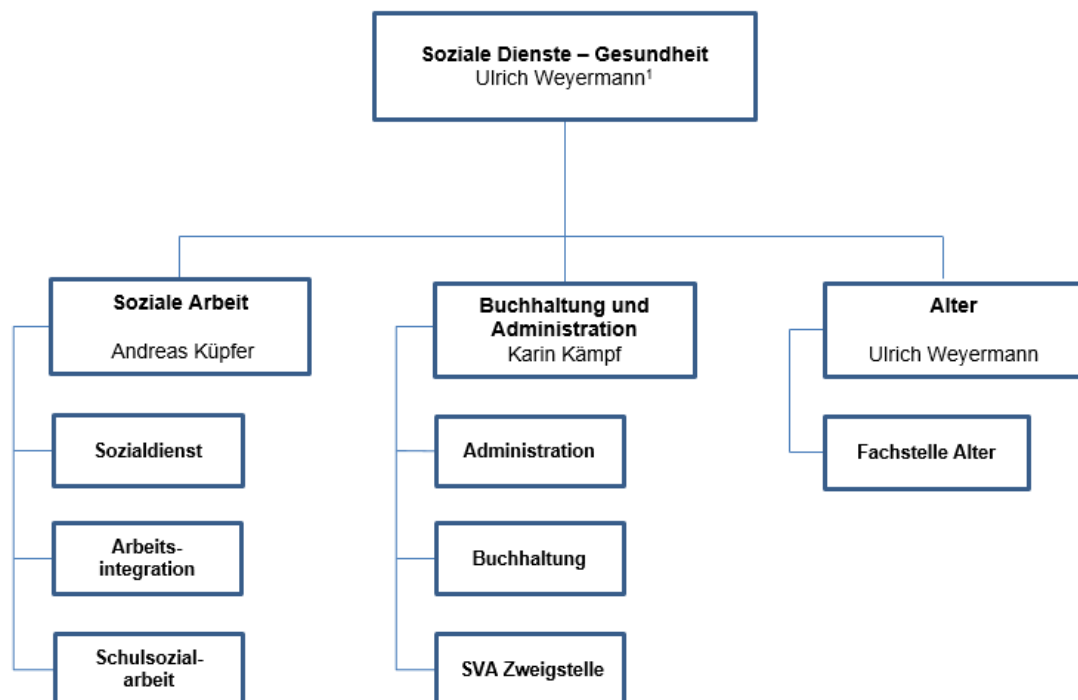 Soziale Dienste – Gesundheit
Ulrich Weyermann¹
Soziale Arbeit
Andreas Küpfer
Sozialdienst
Arbeits-
integration
Schulsozial-
arbeit
Buchhaltung und
Administration
Karin Kämpf
Administration
Buchhaltung
SVA Zweigstelle
Alter
Ulrich Weyermann
Fachstelle Alter